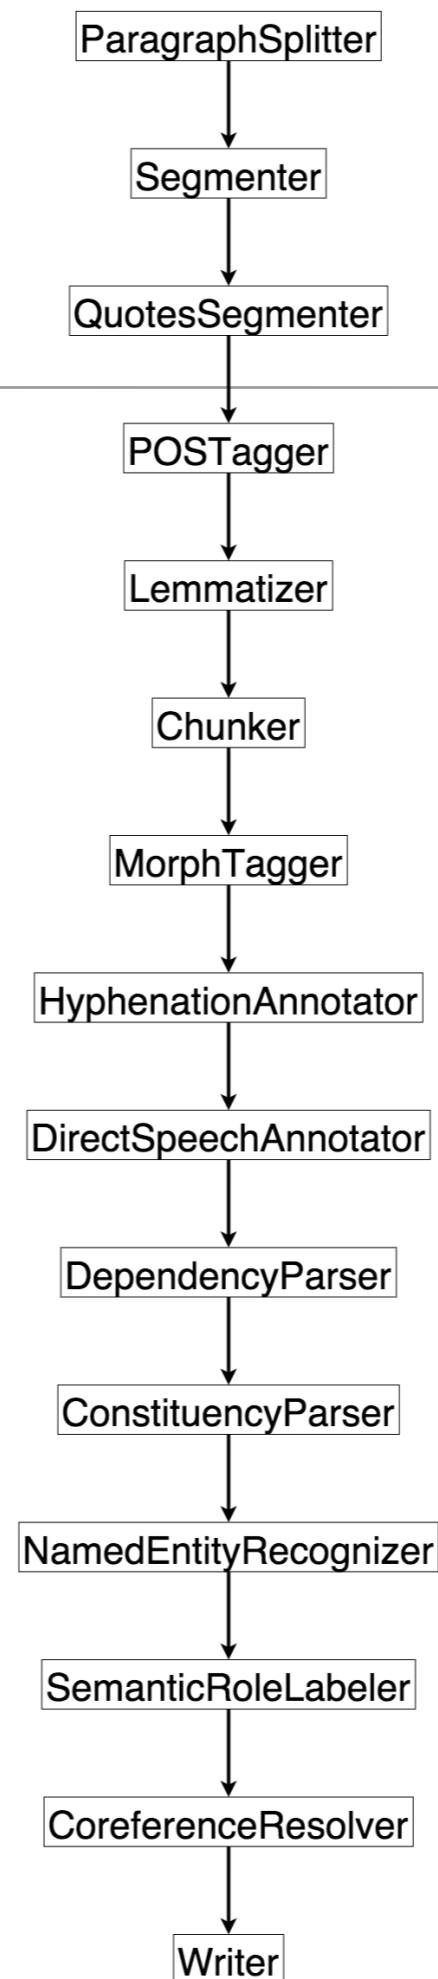 ParagraphSplitter
Segmenter
QuotesSegmenter
POSTagger
Lemmatizer
Chunker
MorphTagger
HyphenationAnnotator
DirectSpeechAnnotator
DependencyParser
ConstituencyParser
NamedEntityRecognizer
SemanticRoleLabeler
CoreferenceResolver
Writer